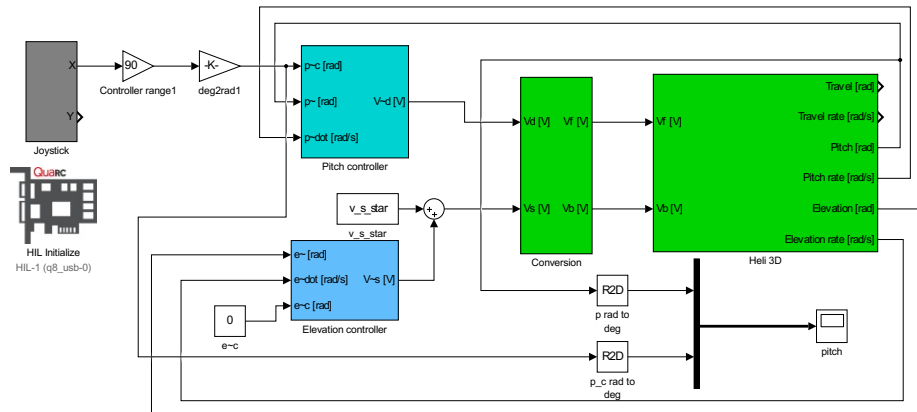 X
Y
Joystick
90
Controller range1
-K-
deg2rad1
p~c [rad]
p~ [rad]
p~dot [rad/s]
V~d [V]
Pitch controller
Vd [V]
Vs [V]
Vf [V]
Vb [V]
Conversion
Vf [V]
Vb [V]
Travel [rad]
Travel rate [rad/s]
Pitch [rad]
Pitch rate [rad/s]
Elevation [rad]
Elevation rate [rad/s]
Heli 3D
QuaRC
HIL Initialize
HIL-1 (q8_usb-0)
v_s_star
v_s_star
+
+
e~ [rad]
e~dot [rad/s]
e~c [rad]
V~s [V]
Elevation controller
0
e~c
R2D
p rad to
deg
R2D
p_c rad to
deg
pitch